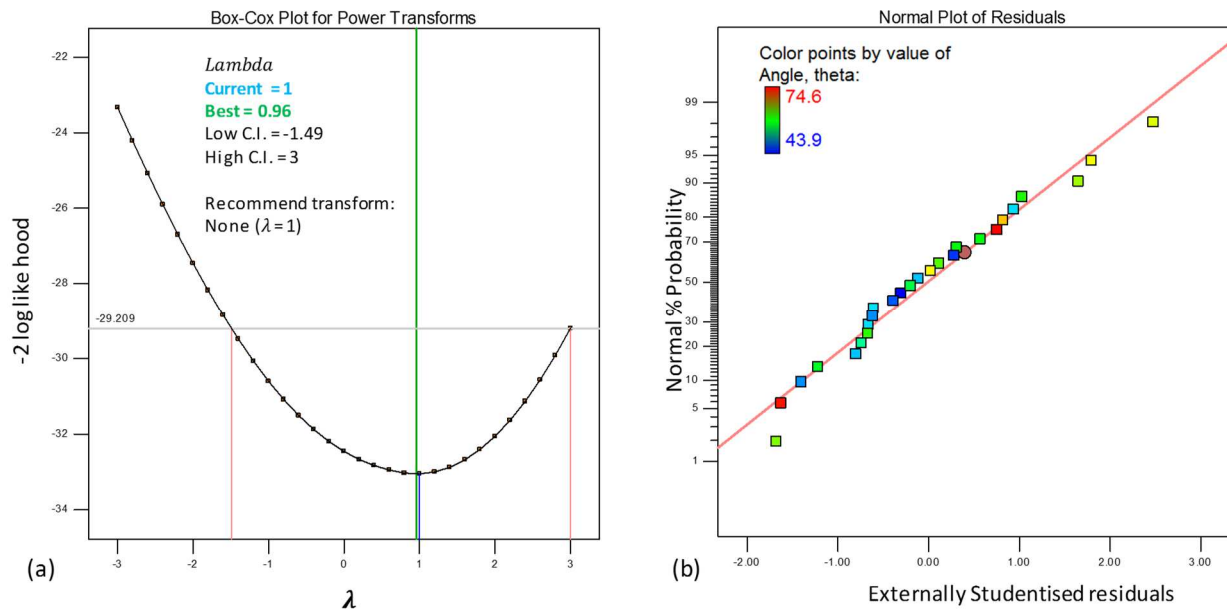 Box-Cox Plot for Power Transforms
-22
-24
-26
-28
-30
-32
-34
-2 log like hood
Lambda
Current = 1
Best = 0.96
Low C.I. = -1.49
High C.I. = 3
Recommend transform:
None (λ = 1)
-29.209
-3
-2
-1
0
1
2
3
(a)
λ
Normal Plot of Residuals
Color points by value of
Angle, theta:
74.6
43.9
Normal % Probability
99
95
90
80
70
50
30
20
10
5
1
-2.00
-1.00
0.00
1.00
2.00
3.00
(b)
Externally Studentised residuals